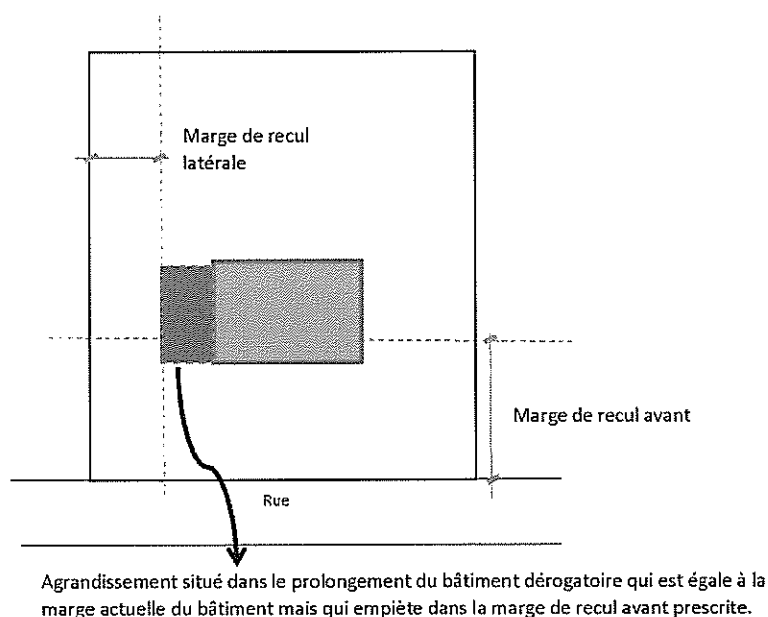 Marge de recul
latérale
Marge de recul avant
Rue
Agrandissement situé dans le prolongement du bâtiment dérogatoire qui est égale à la
marge actuelle du bâtiment mais qui empiète dans la marge de recul avant prescrite.